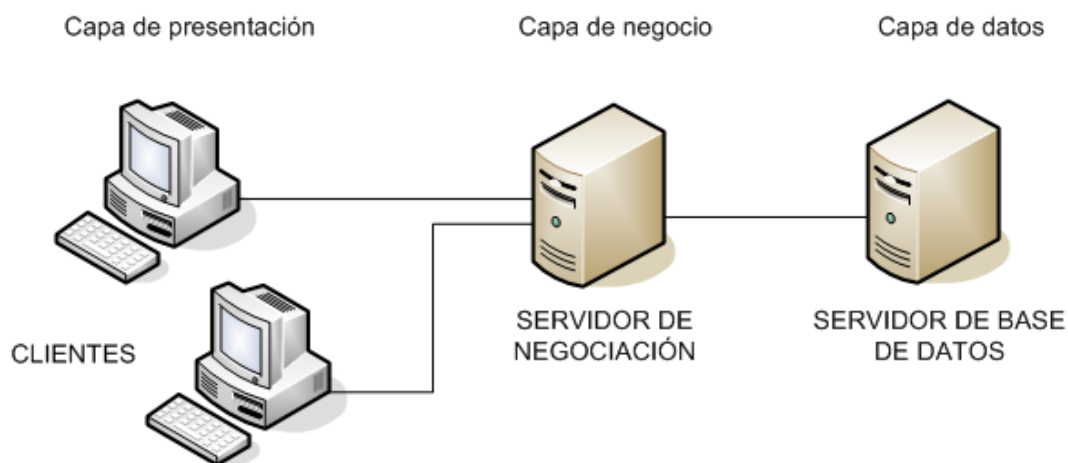 Capa de presentación
Capa de negocio
Capa de datos
CLIENTES
SERVIDOR DE
NEGOCIACIÓN
SERVIDOR DE BASE
DE DATOS